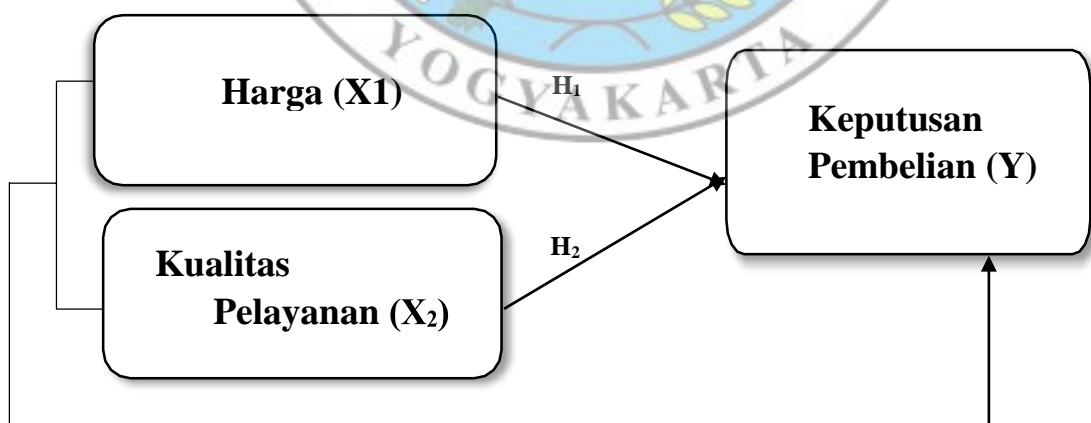 YOGYAKARTA
Harga (X1)
H₁
Keputusan
Pembelian (Y)
Kualitas
Pelayanan (X₂)
H₂